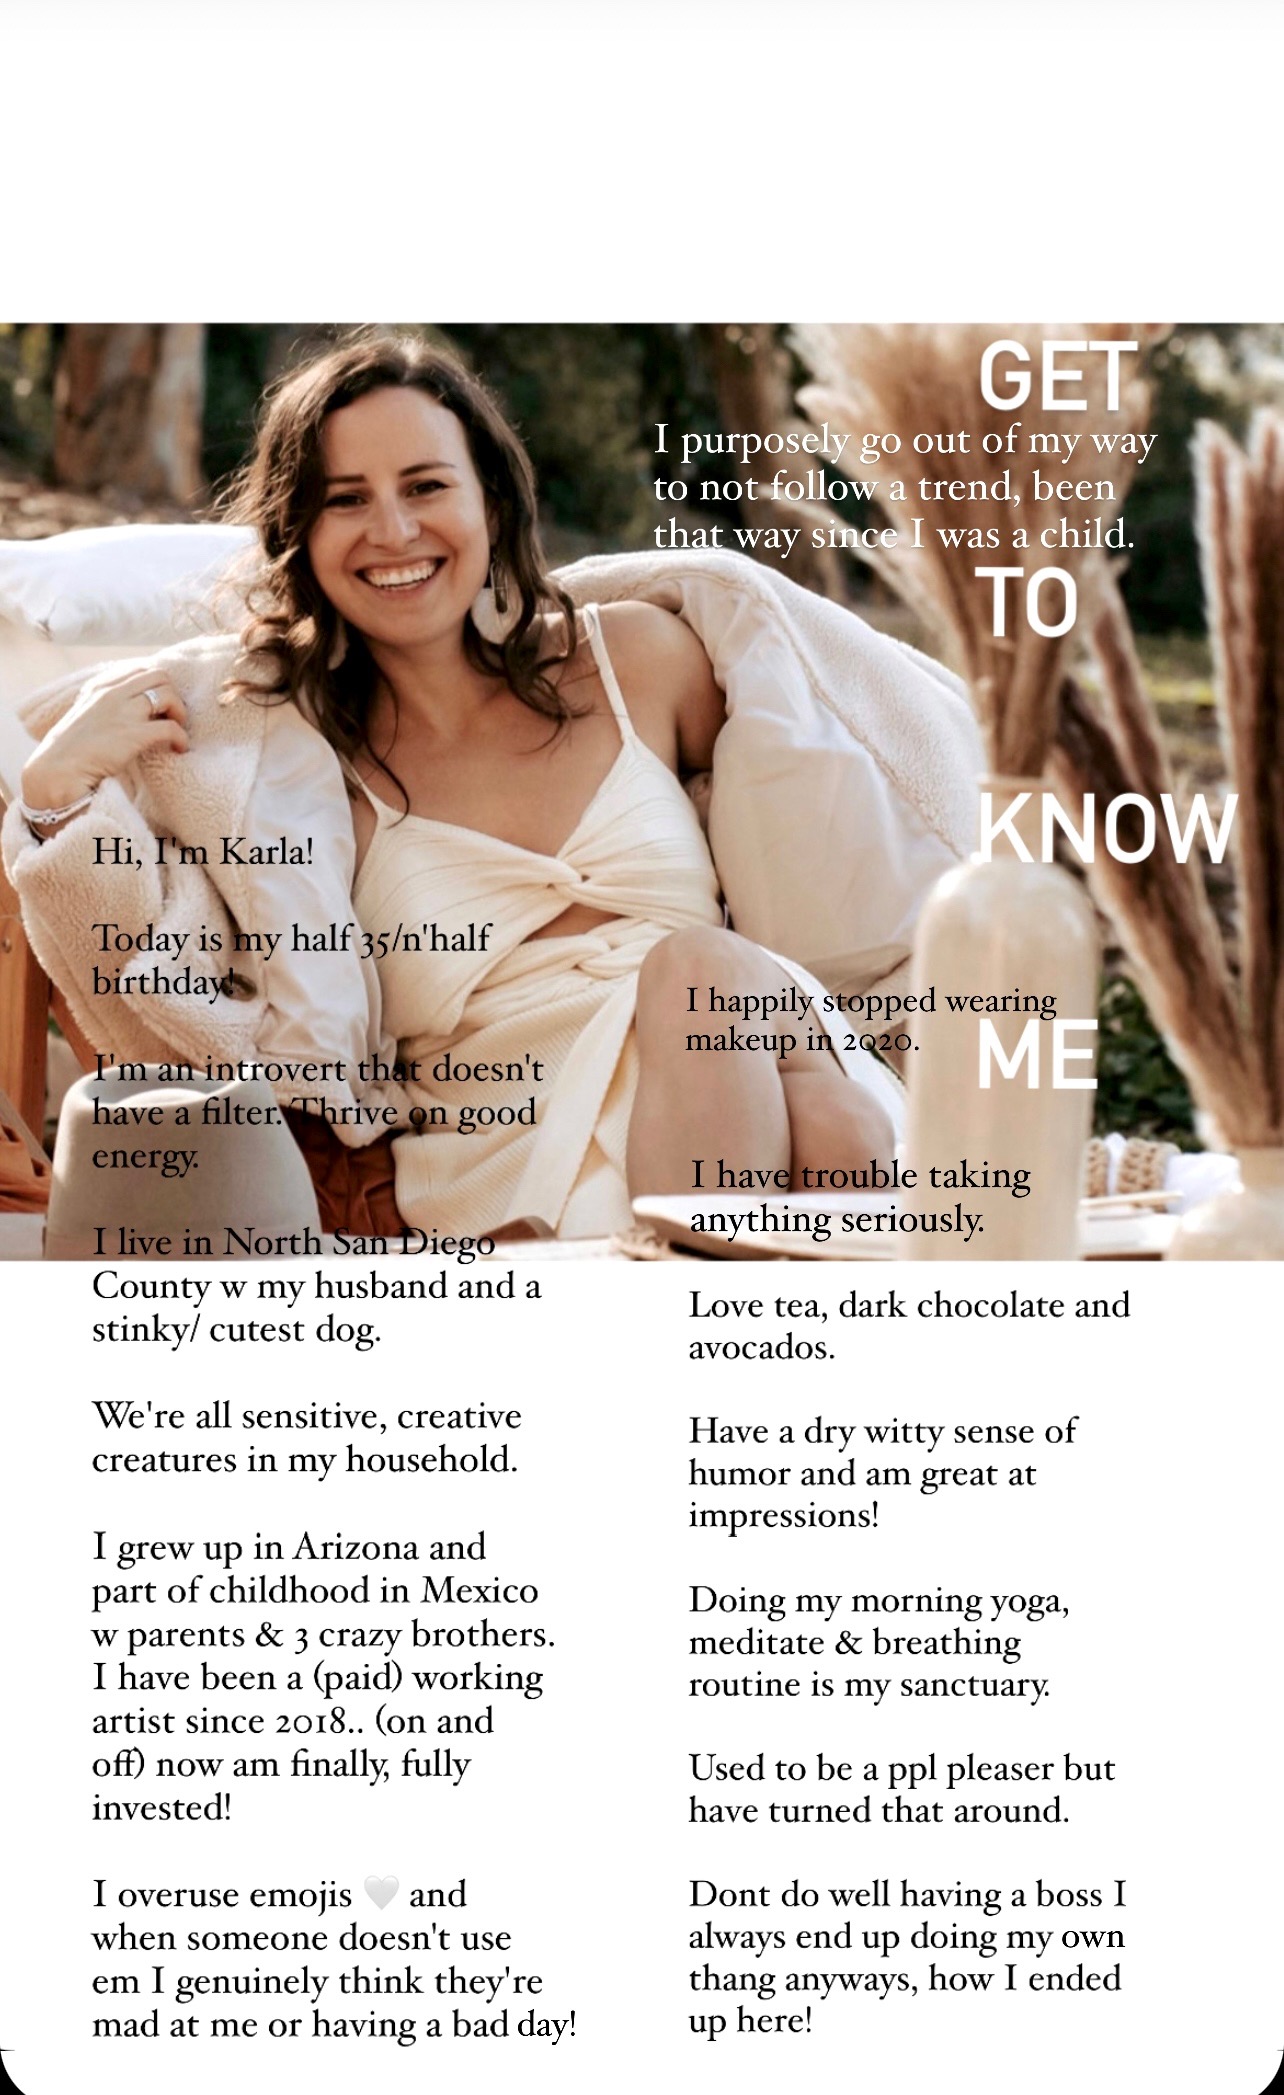 GET
I purposely go out of my way
to not follow a trend, been
that way since I was a child.
TO
KNOW
ME
Hi, I'm Karla!
Today is my half 35/n'half
birthday!
I'm an introvert that doesn't
have a filter. Thrive on good
energy.
I live in North San Diego
County w my husband and a
stinky/ cutest dog.
We're all sensitive, creative
creatures in my household.
I grew up in Arizona and
part of childhood in Mexico
w parents & 3 crazy brothers.
I have been a (paid) working
artist since 2018.. (on and
off) now am finally, fully
invested!
I overuse emojis 🤍 and
when someone doesn't use
em I genuinely think they're
mad at me or having a bad day!
I happily stopped wearing
makeup in 2020.
I have trouble taking
anything seriously.
Love tea, dark chocolate and
avocados.
Have a dry witty sense of
humor and am great at
impressions!
Doing my morning yoga,
meditate & breathing
routine is my sanctuary.
Used to be a ppl pleaser but
have turned that around.
Dont do well having a boss I
always end up doing my own
thang anyways, how I ended
up here!